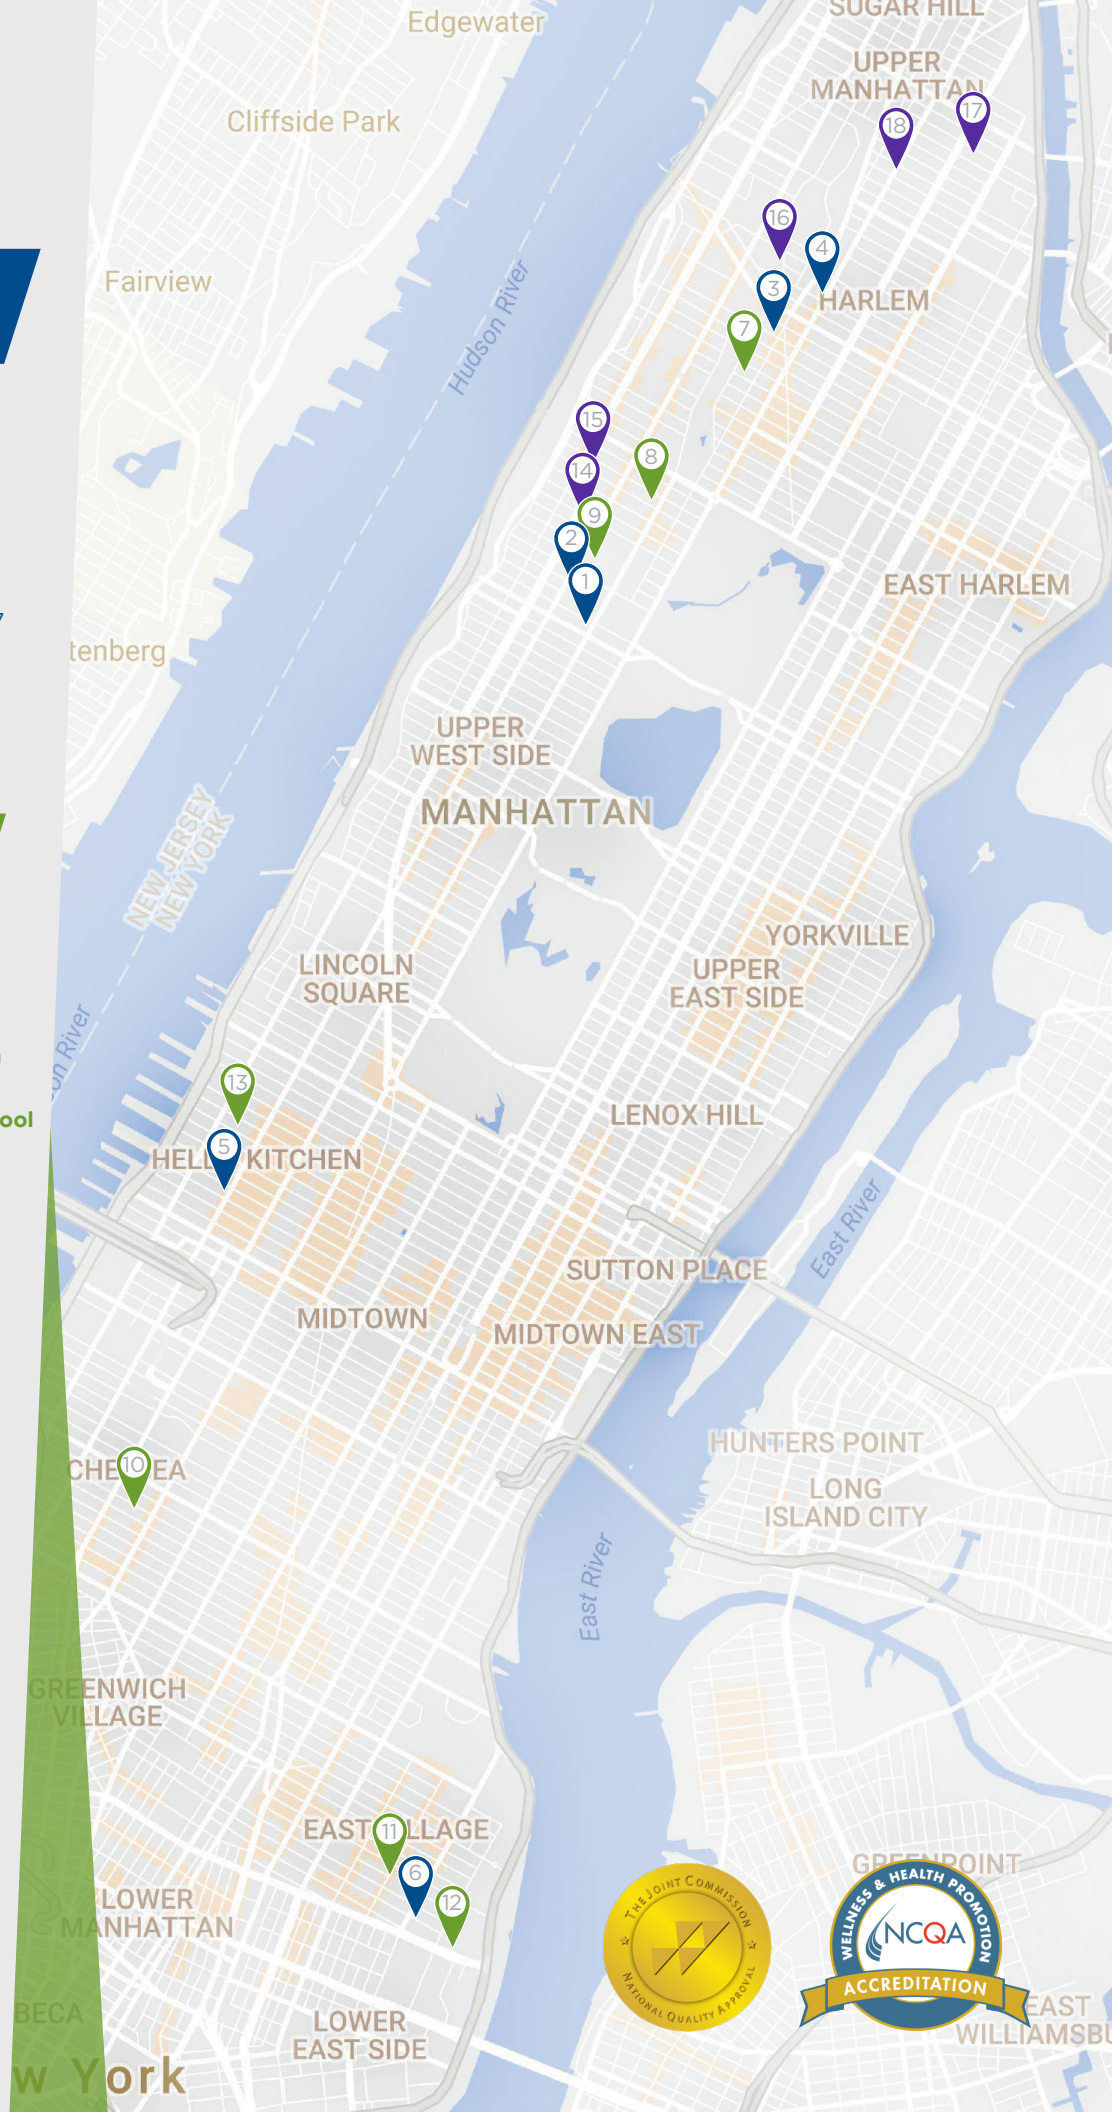 Edgewater
SUGAR HILL
UPPER
MANHATTAN
Cliffside Park
17
18
16
4
Fairview
3
HARLEM
7
Hudson River
15
8
14
9
2
1
EAST HARLEM
tenberg
UPPER
WEST SIDE
MANHATTAN
NEW JERSEY
NEW YORK
YORKVILLE
LINCOLN
SQUARE
UPPER
EAST SIDE
on River
13
ool
LENOX HILL
5
HELL KITCHEN
East River
SUTTON PLACE
MIDTOWN
MIDTOWN EAST
HUNTERS POINT
CHE EA
10
LONG
ISLAND CITY
East River
GREENWICH
VILLAGE
EAST LLAGE
11
6
12
GREENPOINT
LOWER
MANHATTAN
THE JOINT COMMISSION
NATIONAL QUALITY APPROVAL
WELLNESS & HEALTH PROMOTION
NCQA
ACCREDITATION
BECA
LOWER
EAST SIDE
EAST
WILLIAMSBU
w York